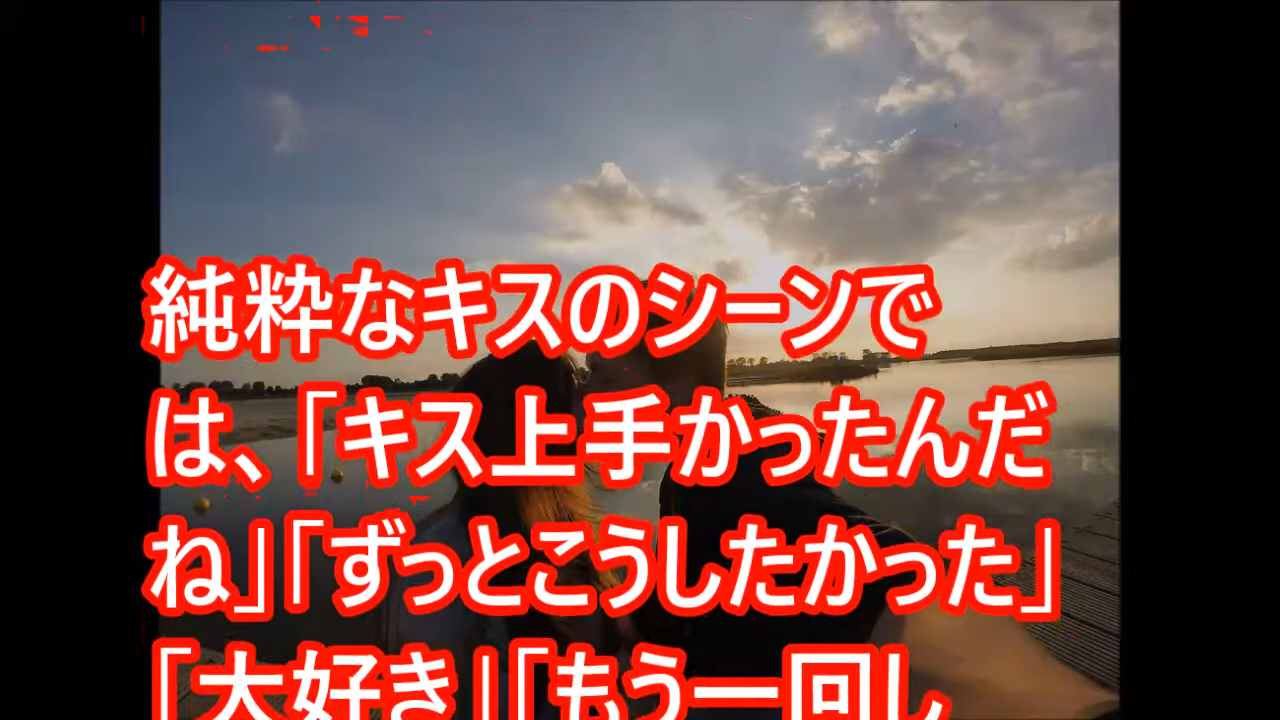 純粋なキスのシーンで
は、「キス上手かったんだ
ね」「ずっとこうしたかった」
「大好き」「もう一回し